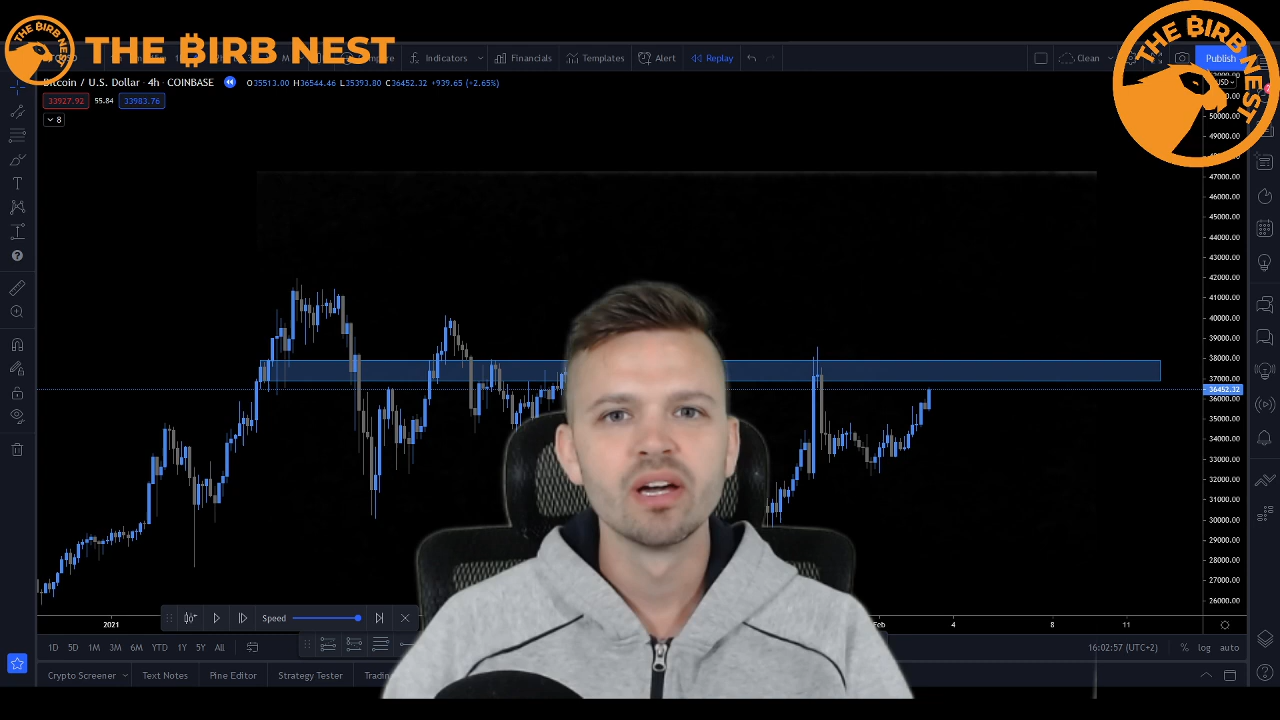 THE BIRB NEST
THE ₿IRB NEST
THE BIRB NEST
Indicators
Financials
Templates
Alert
Replay
Clean
Publish
Bitcoin / U.S. Dollar · 4h · COINBASE
O35513.00 H36544.46 L35393.80 C36452.32 +939.65 (+2.65%)
33927.92
55.84
33983.76
8
50000.00
49000.00
47000.00
46000.00
45000.00
44000.00
43000.00
42000.00
41000.00
40000.00
39000.00
38000.00
37000.00
36452.32
36000.00
35000.00
34000.00
33000.00
31000.00
30000.00
28000.00
27000.00
26000.00
Speed
2021
Feb
4
8
11
1D 5D 1M 3M 6M YTD 1Y 5Y All
16:02:57 (UTC+2)
% log auto
Crypto Screener
Text Notes
Pine Editor
Strategy Tester